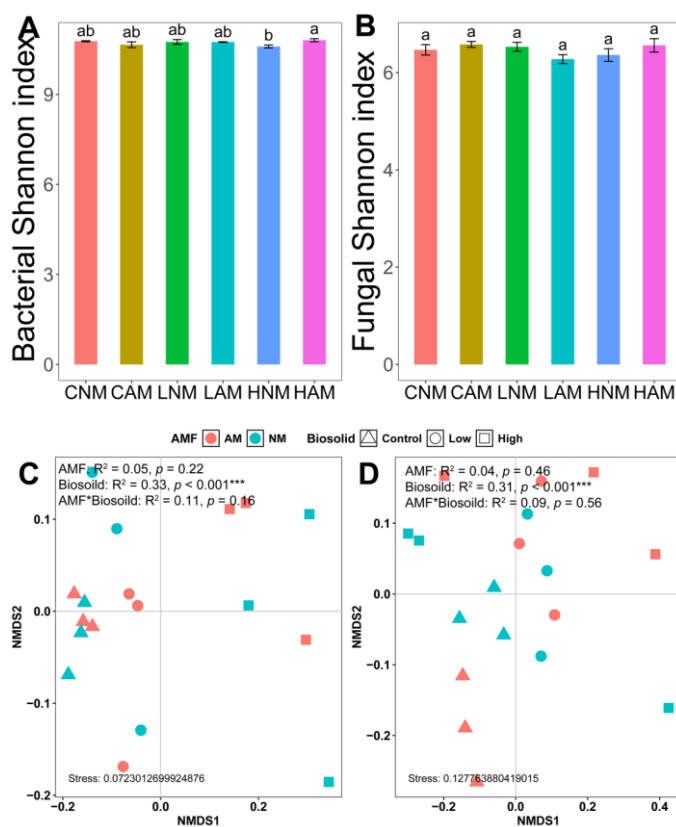 A
Bacterial Shannon index
9
6
3
0
ab ab ab ab b a
CNM CAM LNM LAM HNM HAM
B
Fungal Shannon index
6
4
2
0
a a a a a a
CNM CAM LNM LAM HNM HAM
AMF AM NM Biosolid Control Low High
C
AMF: R² = 0.05, p = 0.22
Biosoild: R² = 0.33, p < 0.001***
AMF*Biosoild: R² = 0.11, p = 0.16
NMDS2
0.1
0.0
−0.1
−0.2
Stress: 0.0723012699924876
−0.2 0.0 0.2
NMDS1
D
AMF: R² = 0.04, p = 0.46
Biosoild: R² = 0.31, p < 0.001***
AMF*Biosoild: R² = 0.09, p = 0.56
NMDS2
0.1
0.0
−0.1
−0.2
Stress: 0.127763880419015
−0.2 0.0 0.2 0.4
NMDS1